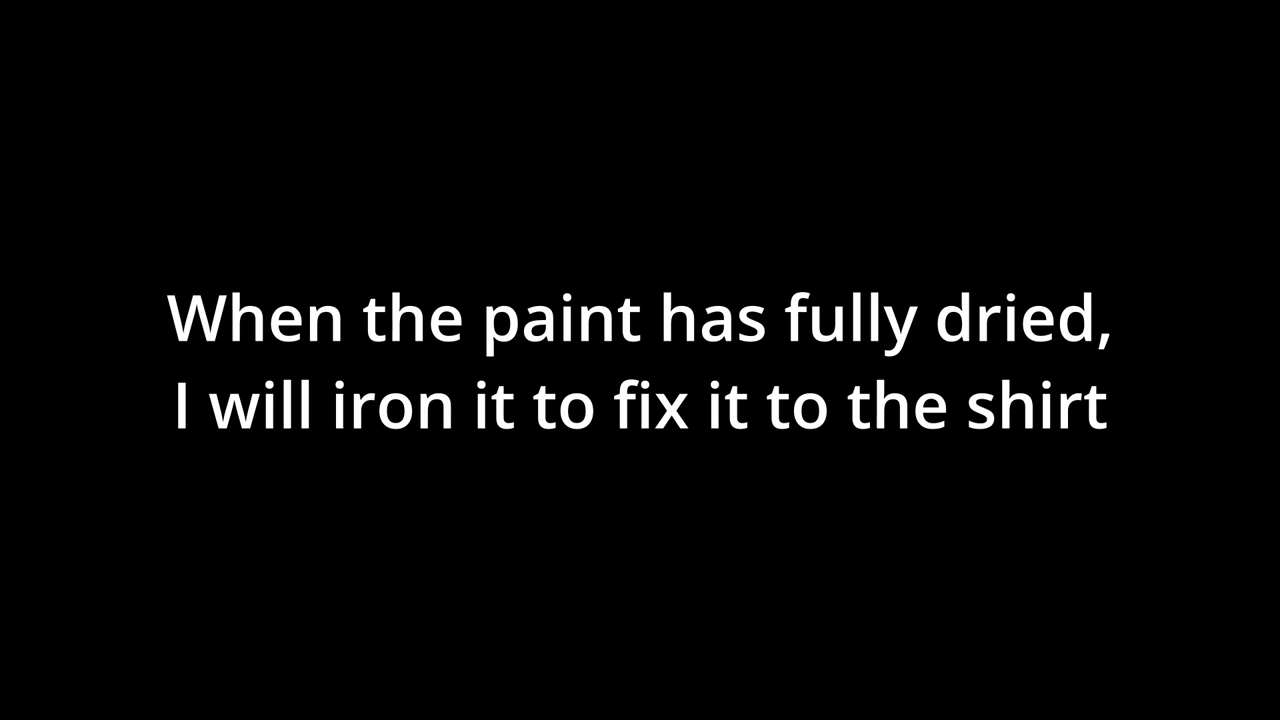 When the paint has fully dried,
I will iron it to fix it to the shirt